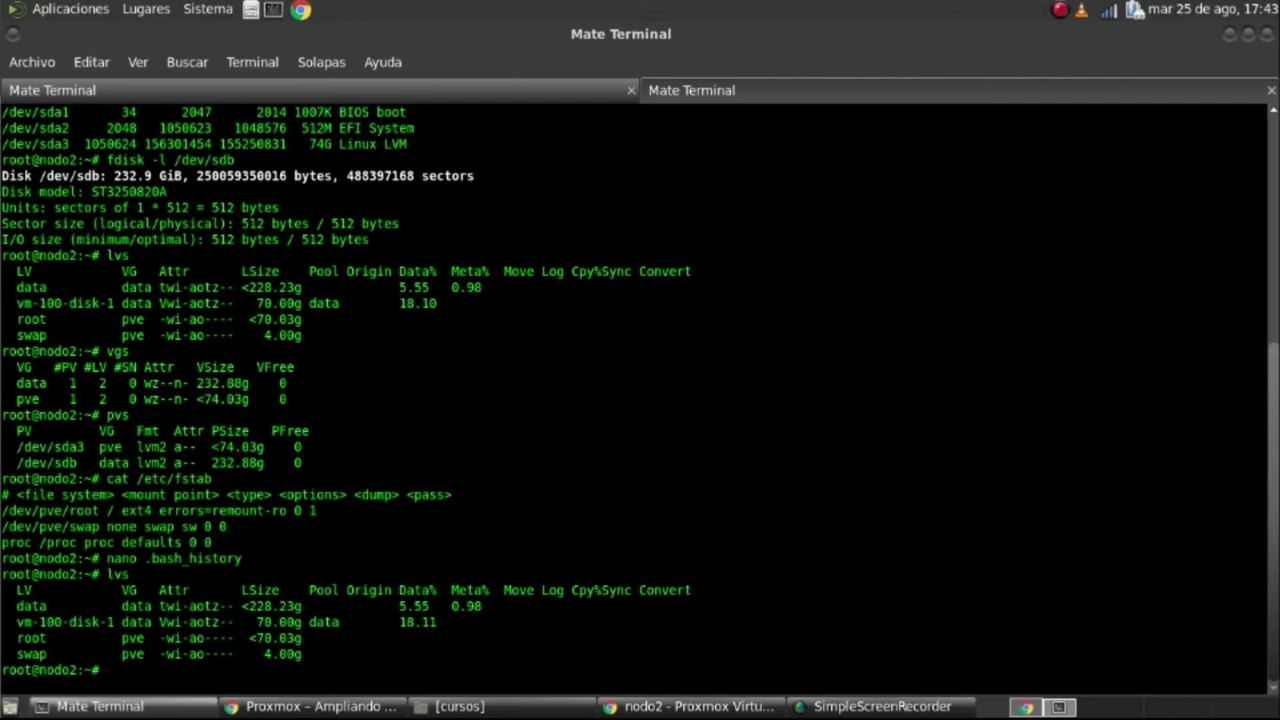 Aplicaciones Lugares Sistema mar 25 de ago, 17:43
Mate Terminal
Archivo Editar Ver Buscar Terminal Solapas Ayuda
Mate Terminal Mate Terminal
/dev/sda1 34 2047 2014 1007K BIOS boot
/dev/sda2 2048 1050623 1048576 512M EFI System
/dev/sda3 1050624 156301454 155250831 74G Linux LVM
root@nodo2:~# fdisk -l /dev/sdb
Disk /dev/sdb: 232.9 GiB, 250059350016 bytes, 488397168 sectors
Disk model: ST3250820A
Units: sectors of 1 * 512 = 512 bytes
Sector size (logical/physical): 512 bytes / 512 bytes
I/O size (minimum/optimal): 512 bytes / 512 bytes
root@nodo2:~# lvs
LV VG Attr LSize Pool Origin Data% Meta% Move Log Cpy%Sync Convert
data data twi-aotz-- <228.23g 5.55 0.98
vm-100-disk-1 data Vwi-aotz-- 70.00g data 18.10
root pve -wi-ao---- <70.03g
swap pve -wi-ao---- 4.00g
root@nodo2:~# vgs
VG #PV #LV #SN Attr VSize VFree
data 1 2 0 wz--n- 232.88g 0
pve 1 2 0 wz--n- <74.03g 0
root@nodo2:~# pvs
PV VG Fmt Attr PSize PFree
/dev/sda3 pve lvm2 a-- <74.03g 0
/dev/sdb data lvm2 a-- 232.88g 0
root@nodo2:~# cat /etc/fstab
# <file system> <mount point> <type> <options> <dump> <pass>
/dev/pve/root / ext4 errors=remount-ro 0 1
/dev/pve/swap none swap sw 0 0
proc /proc proc defaults 0 0
root@nodo2:~# nano .bash_history
root@nodo2:~# lvs
LV VG Attr LSize Pool Origin Data% Meta% Move Log Cpy%Sync Convert
data data twi-aotz-- <228.23g 5.55 0.98
vm-100-disk-1 data Vwi-aotz-- 70.00g data 18.11
root pve -wi-ao---- <70.03g
swap pve -wi-ao---- 4.00g
root@nodo2:~#
Mate Terminal Proxmox – Ampliando ... [cursos] nodo2 - Proxmox Virtu... SimpleScreenRecorder